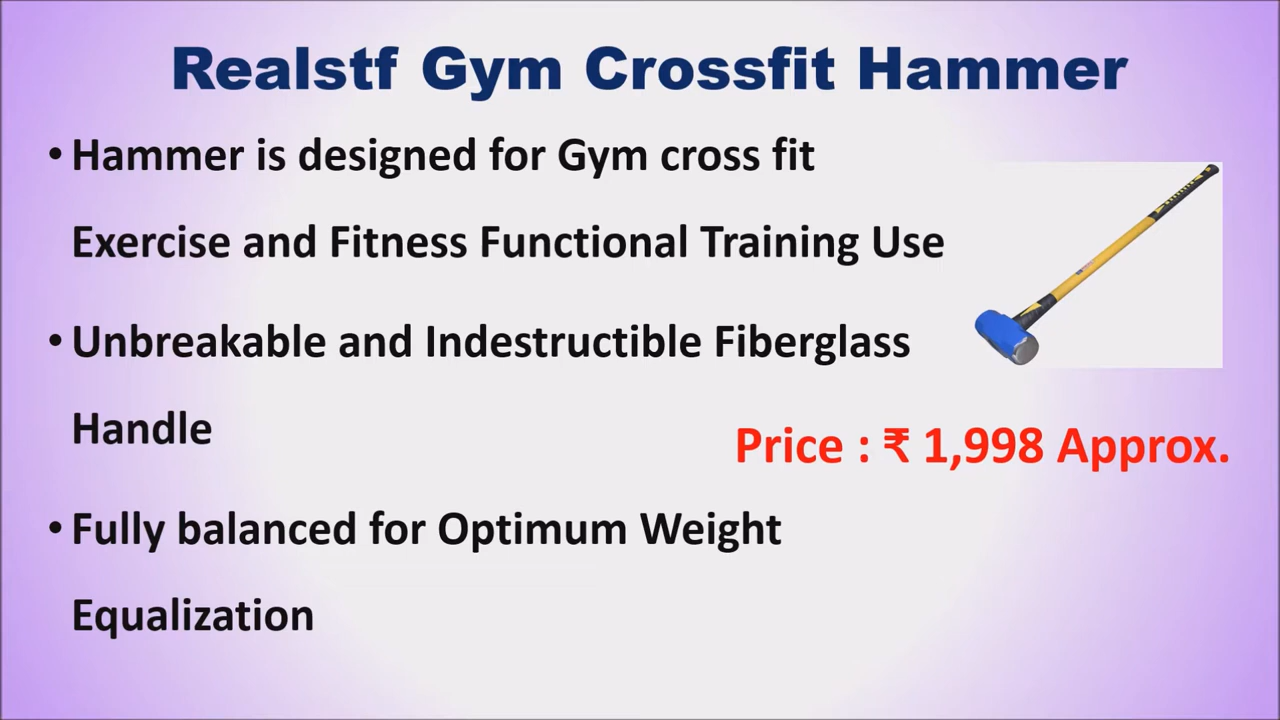 Realstf Gym Crossfit Hammer
• Hammer is designed for Gym cross fit
Exercise and Fitness Functional Training Use
• Unbreakable and Indestructible Fiberglass
Handle
Price : ₹ 1,998 Approx.
• Fully balanced for Optimum Weight
Equalization